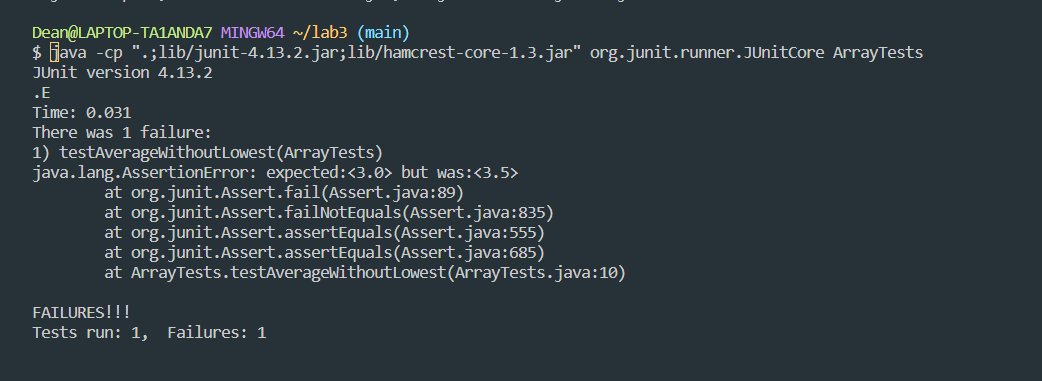 Dean@LAPTOP-TA1ANDA7 MINGW64 ~/lab3 (main)
$ java -cp ".;lib/junit-4.13.2.jar;lib/hamcrest-core-1.3.jar" org.junit.runner.JUnitCore ArrayTests
JUnit version 4.13.2
.E
Time: 0.031
There was 1 failure:
1) testAverageWithoutLowest(ArrayTests)
java.lang.AssertionError: expected:<3.0> but was:<3.5>
        at org.junit.Assert.fail(Assert.java:89)
        at org.junit.Assert.failNotEquals(Assert.java:835)
        at org.junit.Assert.assertEquals(Assert.java:555)
        at org.junit.Assert.assertEquals(Assert.java:685)
        at ArrayTests.testAverageWithoutLowest(ArrayTests.java:10)

FAILURES!!!
Tests run: 1,  Failures: 1